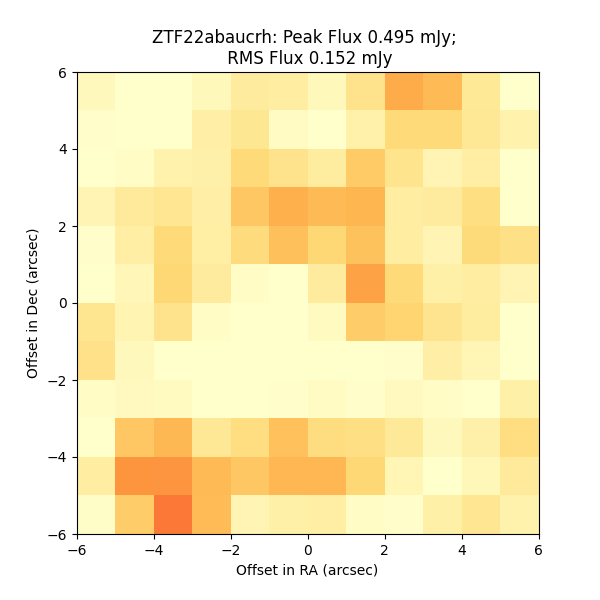 ZTF22abaucrh: Peak Flux 0.495 mJy;
RMS Flux 0.152 mJy
6
4
2
0
−2
−4
−6
Offset in Dec (arcsec)
−6 −4 −2 0 2 4 6
Offset in RA (arcsec)